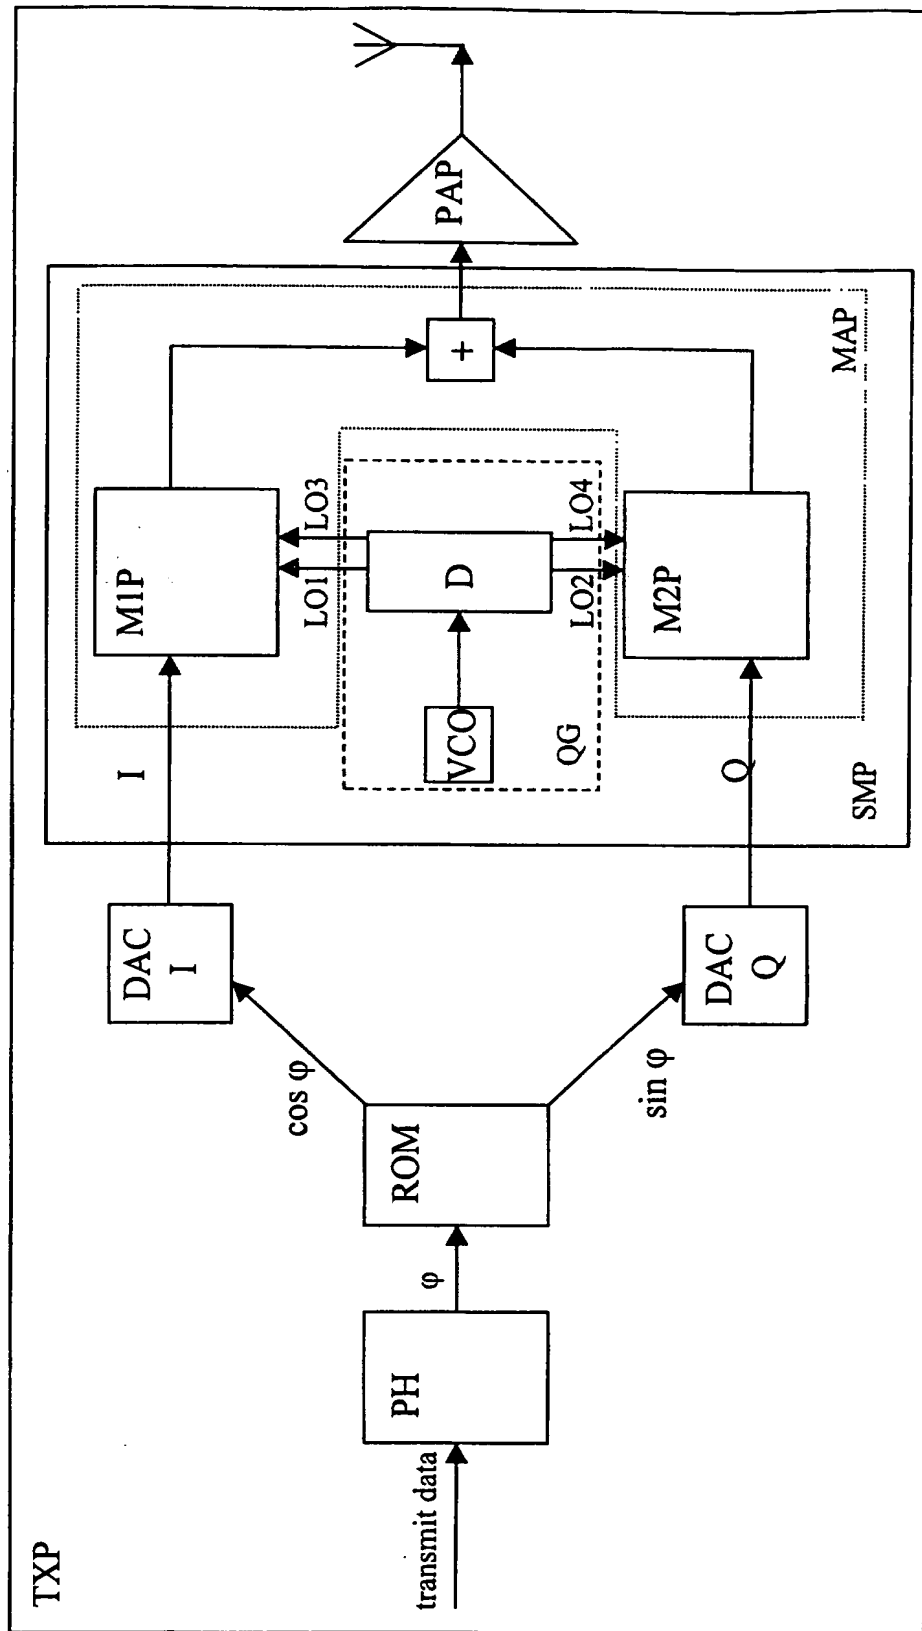 TXP
transmit data
PH
φ
ROM
cos φ
sin φ
DAC
I
DAC
Q
I
Q
SMP
M1P
LO1
LO3
VCO
D
QG
LO2
LO4
M2P
+
MAP
PAP